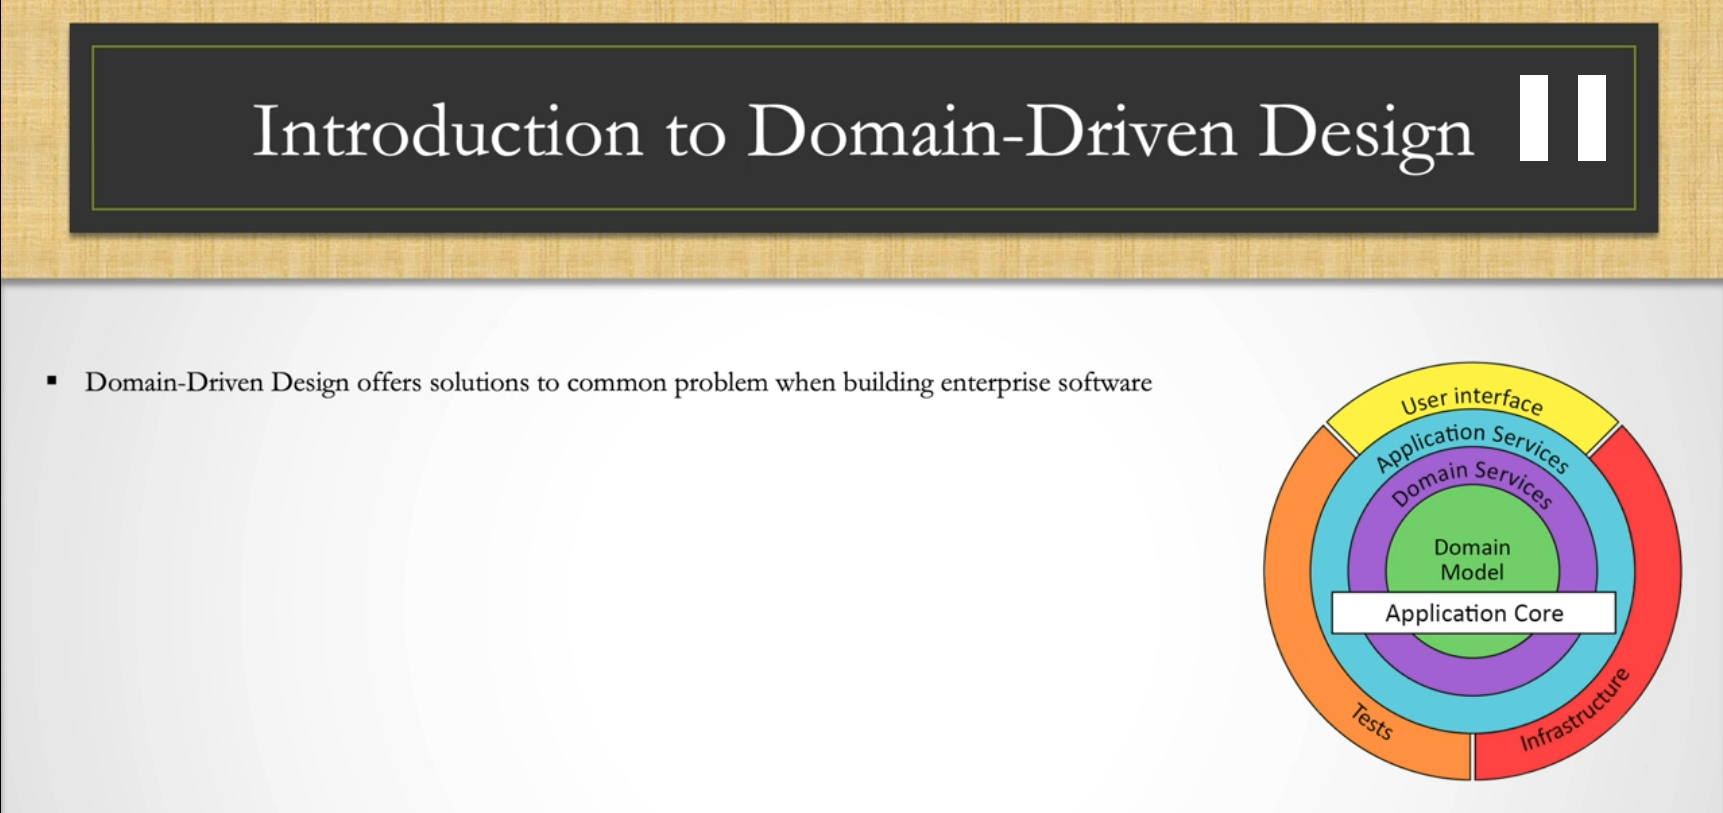 Introduction to Domain-Driven Design
Domain-Driven Design offers solutions to common problem when building enterprise software
User interface
Application Services
Domain Services
Domain
Model
Application Core
Tests
Infrastructure